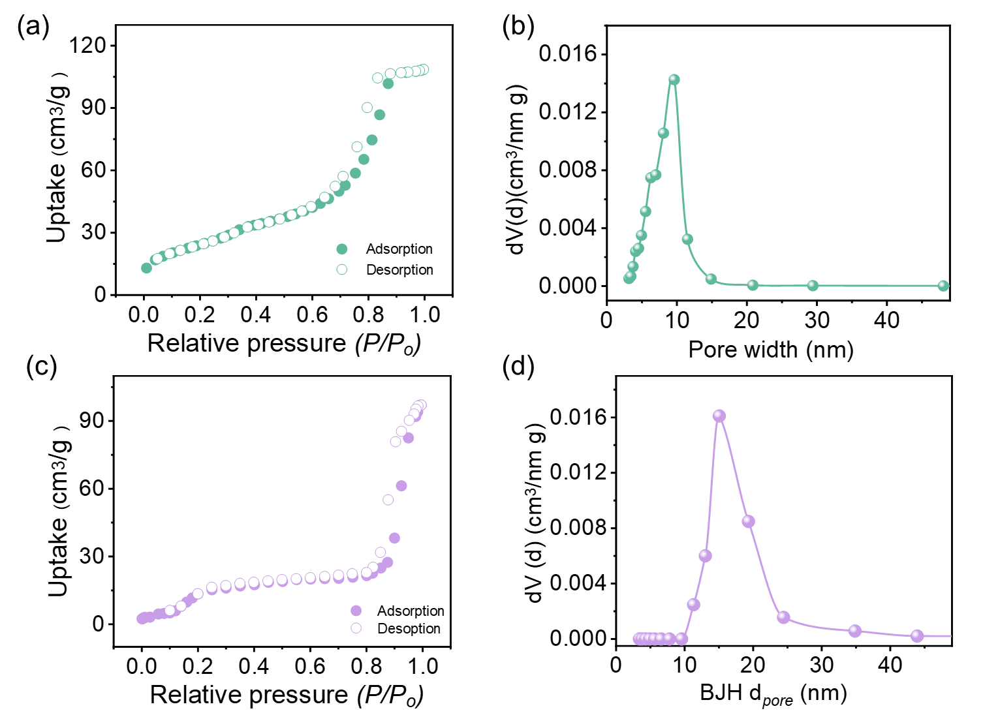 (a)
120
90
60
30
0
Uptake (cm3/g )
Adsorption
Desorption
0.0 0.2 0.4 0.6 0.8 1.0
Relative pressure (P/Po)
(b)
0.016
0.012
0.008
0.004
0.000
dV(d)(cm³/nm g)
0 10 20 30 40
Pore width (nm)
(c)
90
60
30
0
Uptake (cm3/g )
Adsorption
Desoption
0.0 0.2 0.4 0.6 0.8 1.0
Relative pressure (P/Po)
(d)
0.016
0.012
0.008
0.004
0.000
dV (d) (cm³/nm g)
0 10 20 30 40
BJH dpore (nm)